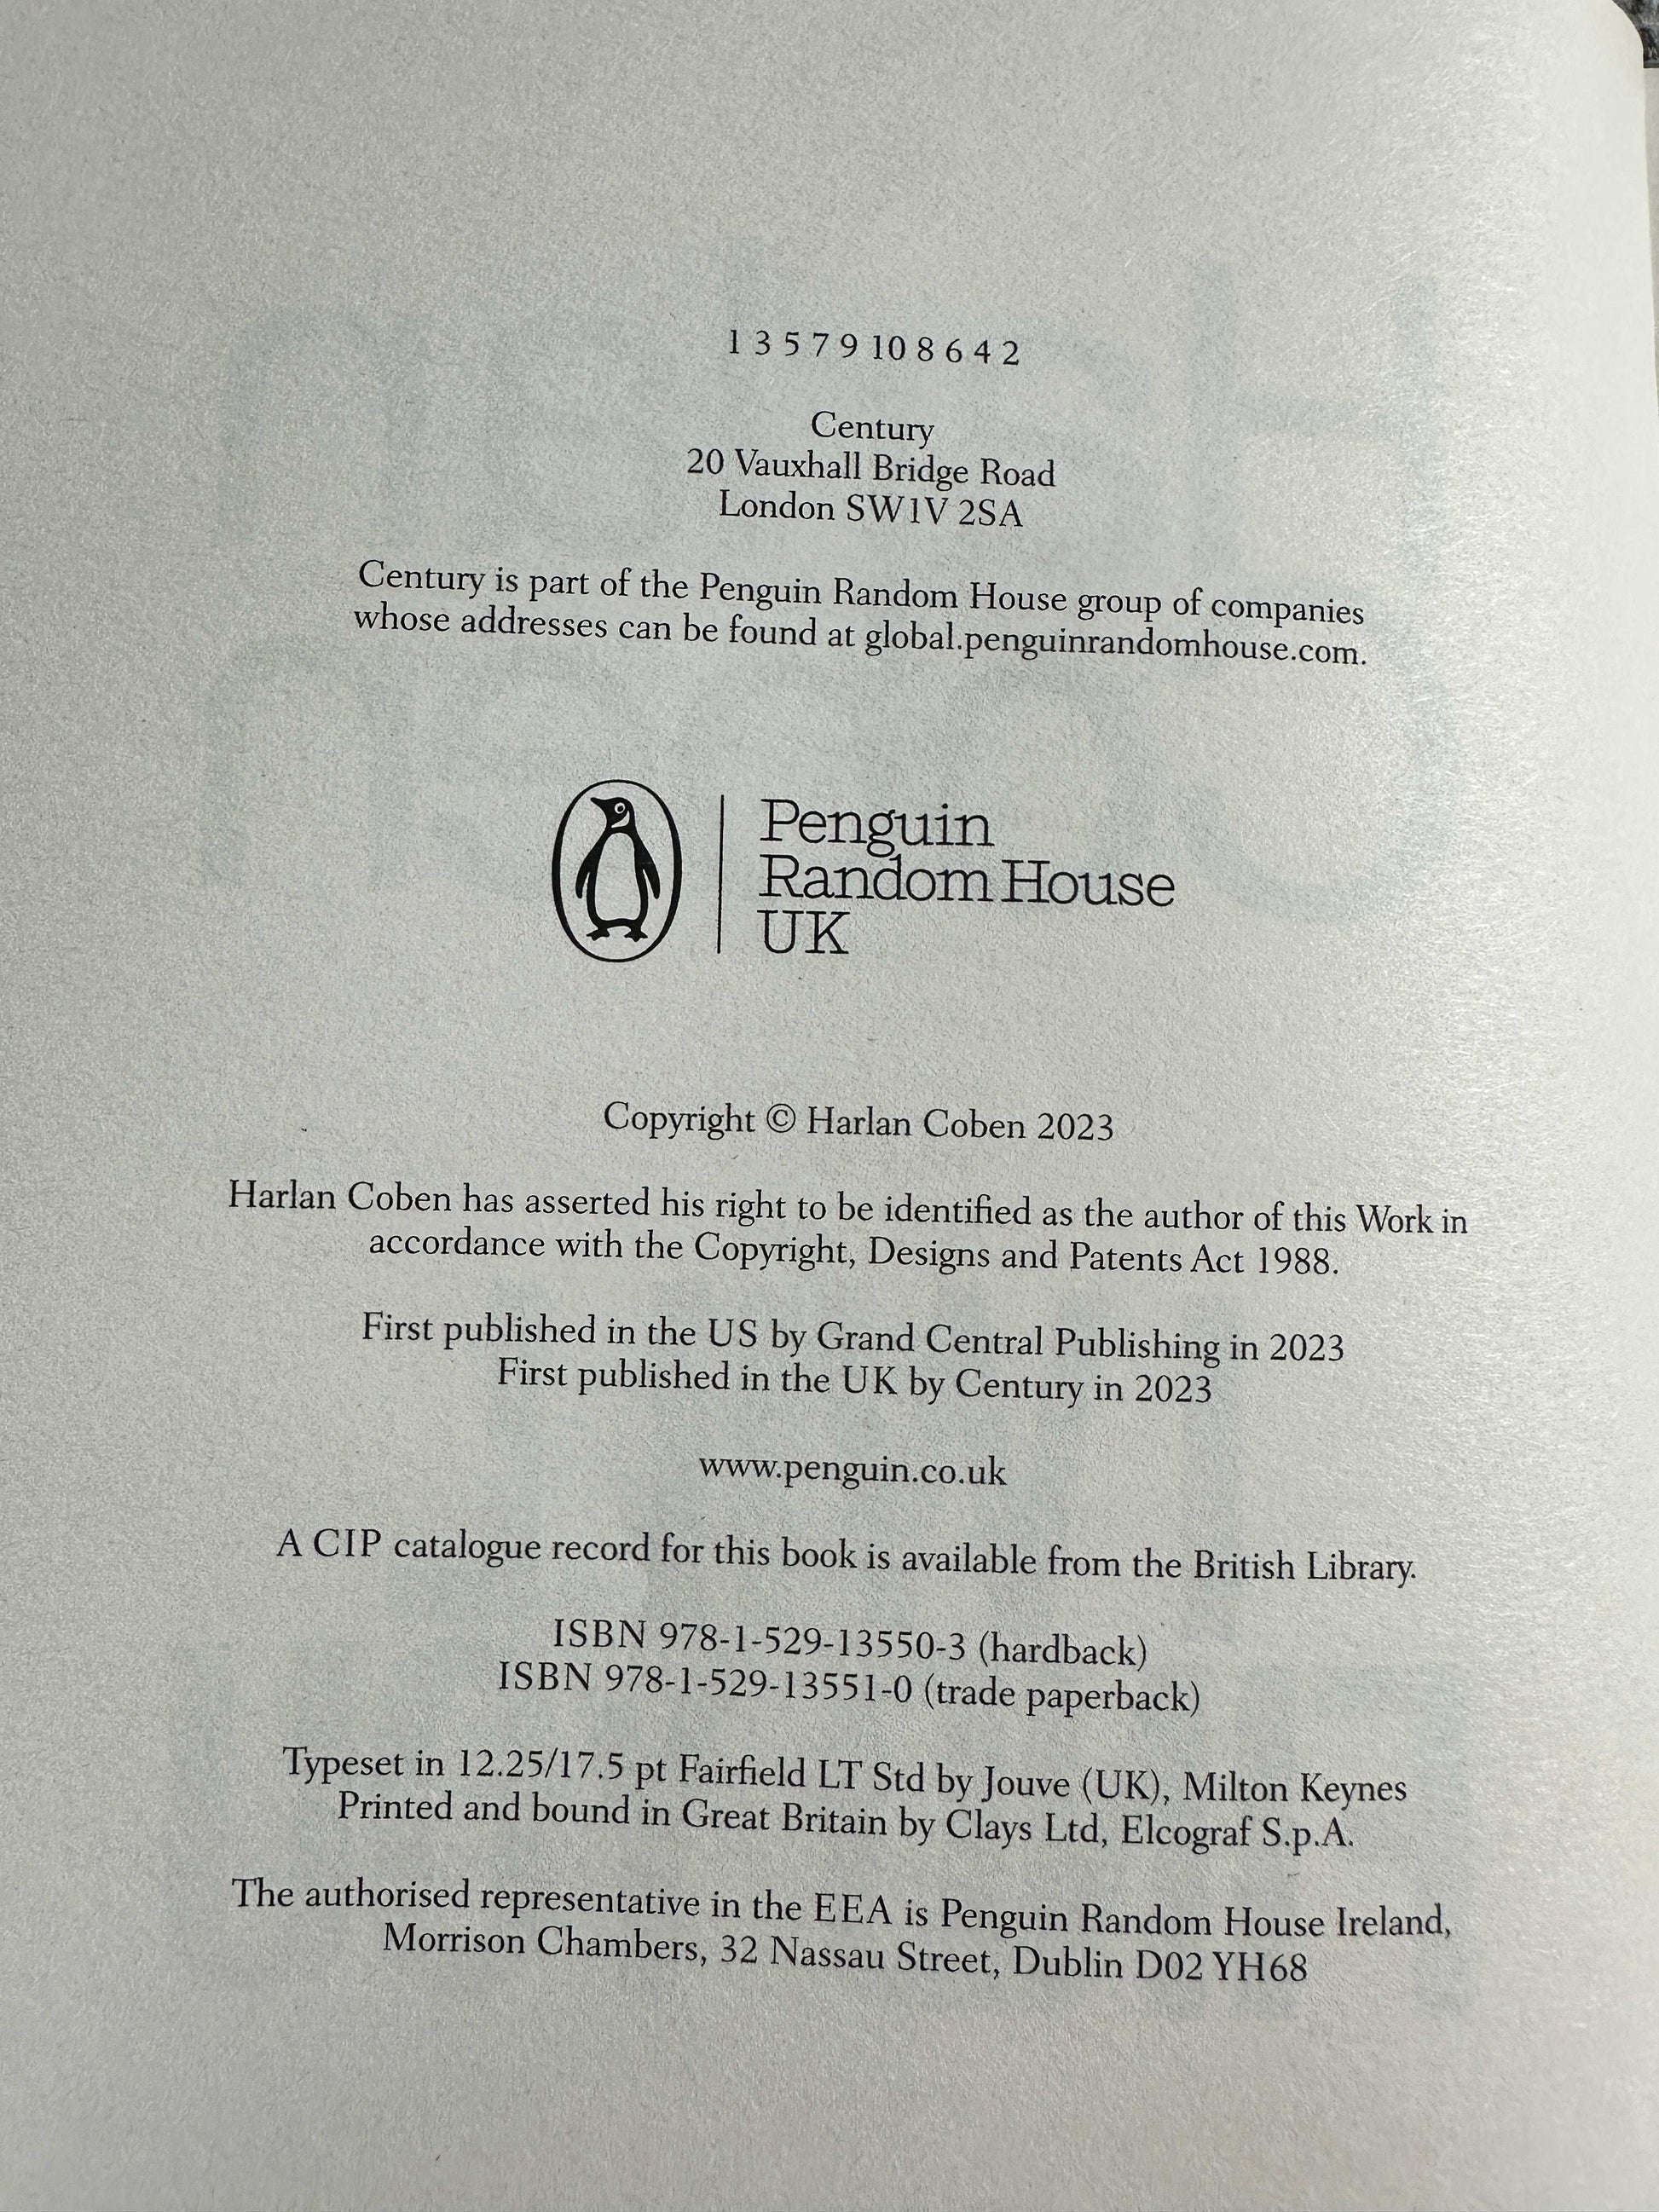 1 3 5 7 9 10 8 6 4 2
Century
20 Vauxhall Bridge Road
London SW1V 2SA
Century is part of the Penguin Random House group of companies
whose addresses can be found at global.penguinrandomhouse.com.
Penguin
Random House
UK
Copyright © Harlan Coben 2023
Harlan Coben has asserted his right to be identified as the author of this Work in
accordance with the Copyright, Designs and Patents Act 1988.
First published in the US by Grand Central Publishing in 2023
First published in the UK by Century in 2023
www.penguin.co.uk
A CIP catalogue record for this book is available from the British Library.
ISBN 978-1-529-13550-3 (hardback)
ISBN 978-1-529-13551-0 (trade paperback)
Typeset in 12.25/17.5 pt Fairfield LT Std by Jouve (UK), Milton Keynes
Printed and bound in Great Britain by Clays Ltd, Elcograf S.p.A.
The authorised representative in the EEA is Penguin Random House Ireland,
Morrison Chambers, 32 Nassau Street, Dublin D02 YH68